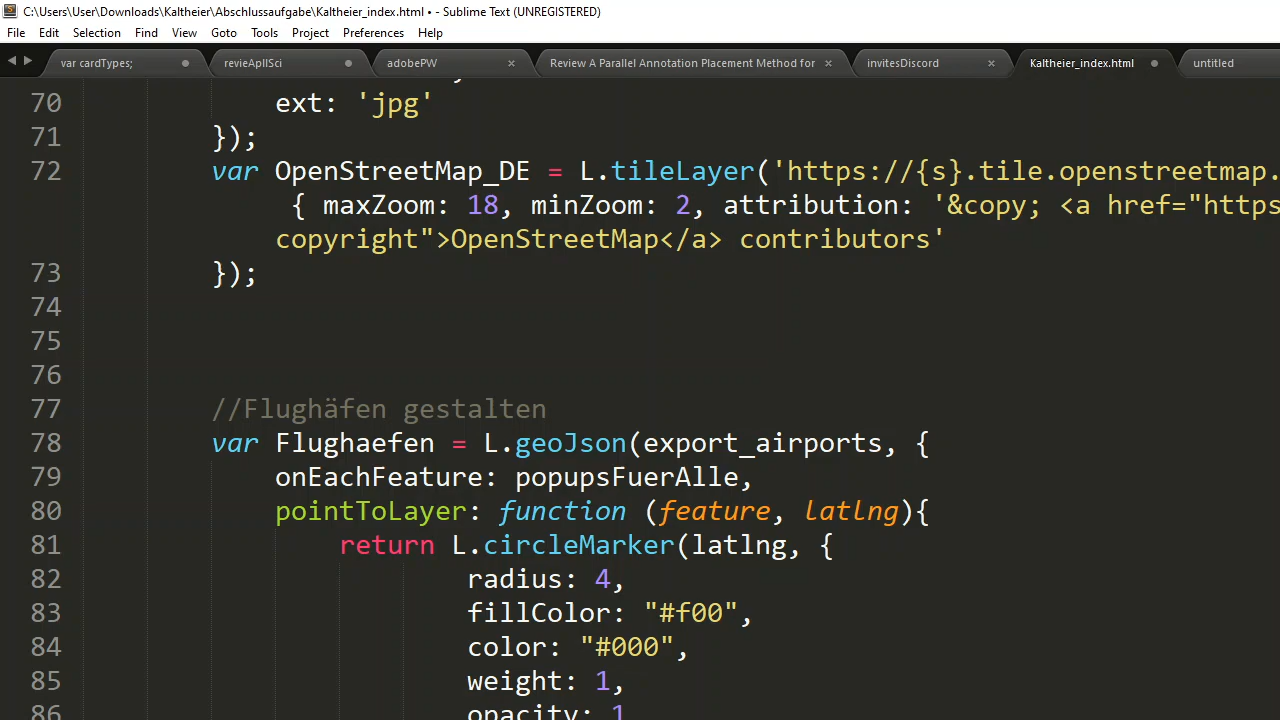 C:\Users\User\Downloads\Kaltheier\Abschlussaufgabe\Kaltheier_index.html • - Sublime Text (UNREGISTERED)
File Edit Selection Find View Goto Tools Project Preferences Help
var cardTypes; revieApllSci adobePW Review A Parallel Annotation Placement Method for invitesDiscord Kaltheier_index.html untitled
70 ext: 'jpg'
71 });
72 var OpenStreetMap_DE = L.tileLayer('https://{s}.tile.openstreetmap.
{ maxZoom: 18, minZoom: 2, attribution: '&copy; <a href="https
copyright">OpenStreetMap</a> contributors'
73 });
74
75
76
77 //Flughäfen gestalten
78 var Flughaefen = L.geoJson(export_airports, {
79 onEachFeature: popupsFuerAlle,
80 pointToLayer: function (feature, latlng){
81 return L.circleMarker(latlng, {
82 radius: 4,
83 fillColor: "#f00",
84 color: "#000",
85 weight: 1,
86 opacity: 1